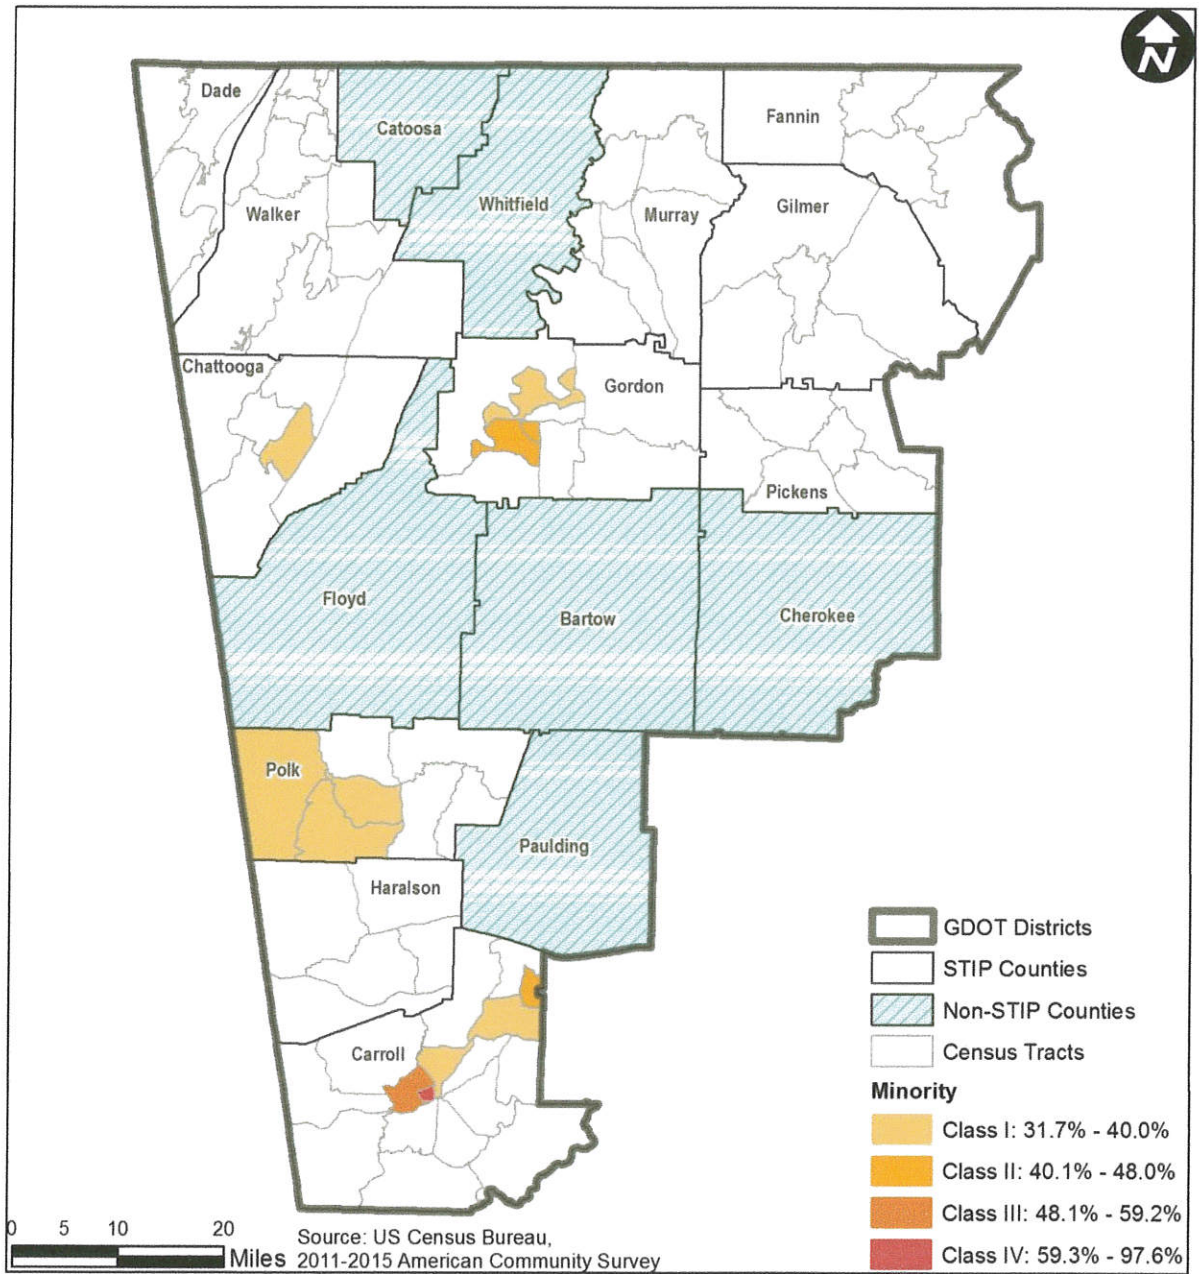 N
Dade
Fannin
Catoosa
Whitfield
Gilmer
Walker
Murray
Chattooga
Gordon
Pickens
Floyd
Bartow
Cherokee
Polk
Paulding
Haralson
Carroll
GDOT Districts
STIP Counties
Non-STIP Counties
Census Tracts
Minority
Class I: 31.7% - 40.0%
Class II: 40.1% - 48.0%
Class III: 48.1% - 59.2%
Class IV: 59.3% - 97.6%
0 5 10 20
Miles
Source: US Census Bureau,
2011-2015 American Community Survey